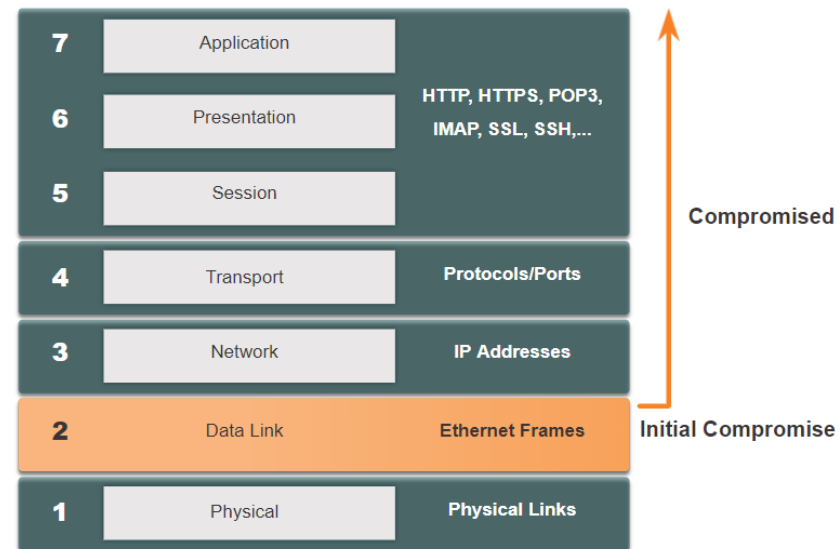 7 Application
HTTP, HTTPS, POP3,
6 Presentation
IMAP, SSL, SSH,...
5 Session
Compromised
4 Transport Protocols/Ports
3 Network IP Addresses
2 Data Link Ethernet Frames Initial Compromise
1 Physical Physical Links